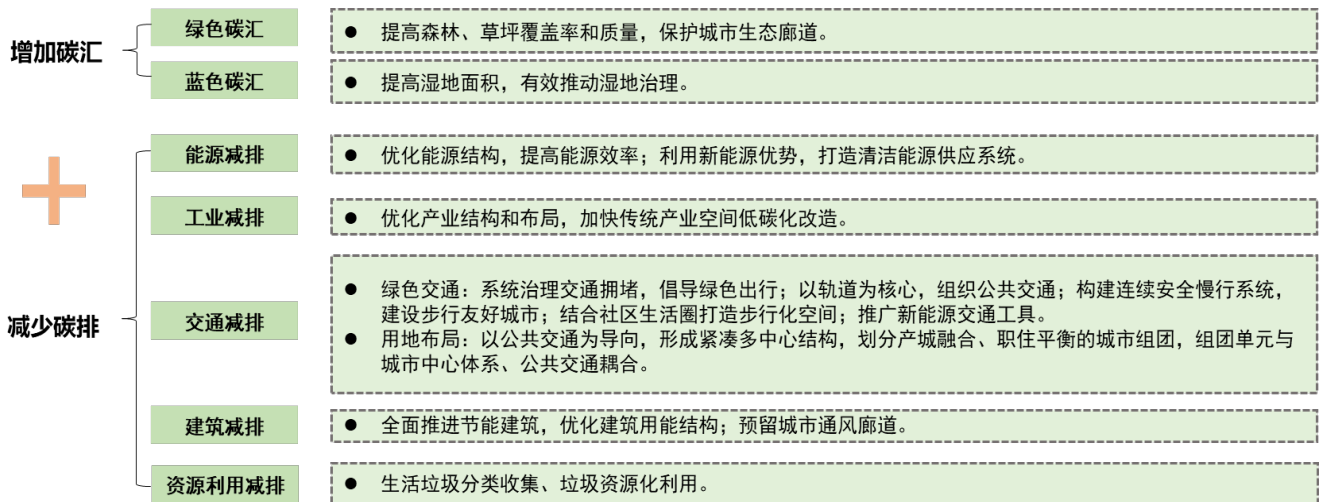 增加碳汇
绿色碳汇
● 提高森林、草坪覆盖率和质量，保护城市生态廊道。
蓝色碳汇
● 提高湿地面积，有效推动湿地治理。
减少碳排
能源减排
● 优化能源结构，提高能源效率；利用新能源优势，打造清洁能源供应系统。
工业减排
● 优化产业结构和布局，加快传统产业空间低碳化改造。
交通减排
● 绿色交通：系统治理交通拥堵，倡导绿色出行；以轨道为核心，组织公共交通；构建连续安全慢行系统，
建设步行友好城市；结合社区生活圈打造步行化空间；推广新能源交通工具。
● 用地布局：以公共交通为导向，形成紧凑多中心结构，划分产城融合、职住平衡的城市组团，组团单元与
城市中心体系、公共交通耦合。
建筑减排
● 全面推进节能建筑，优化建筑用能结构；预留城市通风廊道。
资源利用减排
● 生活垃圾分类收集、垃圾资源化利用。